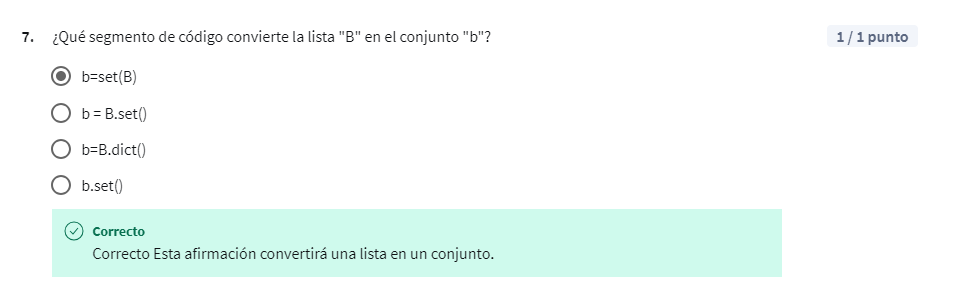 7. ¿Qué segmento de código convierte la lista "B" en el conjunto "b"?
1 / 1 punto
b=set(B)
b = B.set()
b=B.dict()
b.set()
Correcto
Correcto Esta afirmación convertirá una lista en un conjunto.